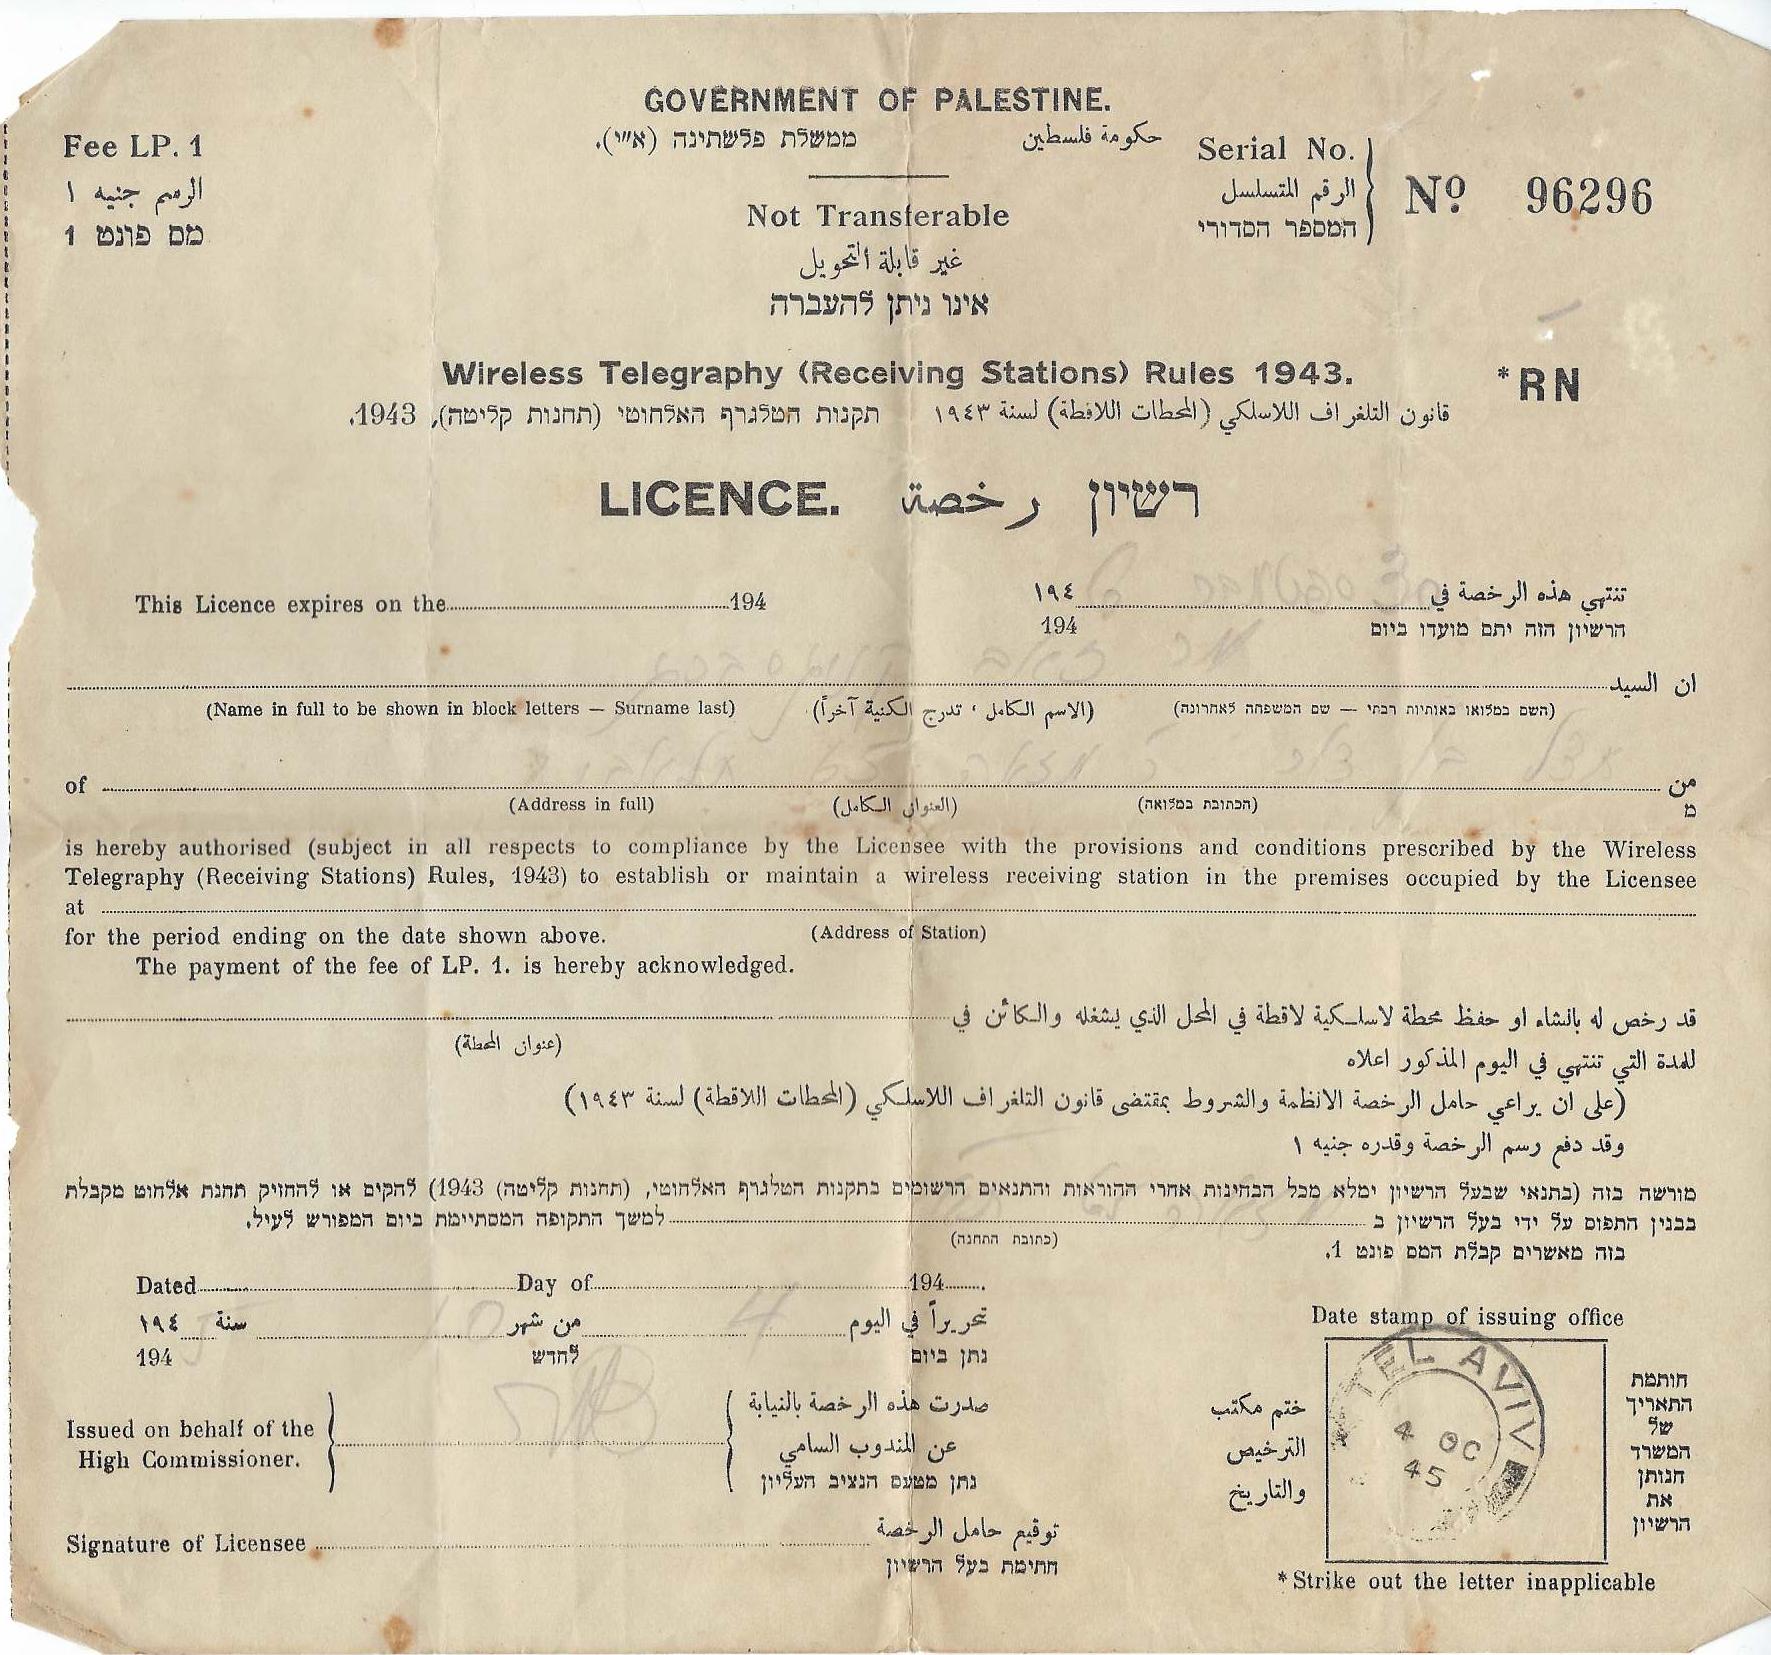 GOVERNMENT OF PALESTINE.
ממשלת פלשתינה (א״י). حكومة فلسطين
Fee LP. 1
الرسم جنيه ١
מס פונט 1
Serial No.
الرقم المتسلسل
המספר הסדורי
No 96296
Not Transferable
غير قابلة التحويل
אינו ניתן להעברה
Wireless Telegraphy (Receiving Stations) Rules 1943.
*RN
קانون التلغراف اللاسلكي (المحطات اللاقطة) لسنة ١٩٤٣ תקנות הטלגרף האלחוטי (תחנות קליטה), 1943.
LICENCE. رخصة רשיון
This Licence expires on the 194
تنتهي هذه الرخصة في ١٩٤
הרשיון הזה יתם מועדו ביום 194
ان السيد
(Name in full to be shown in block letters — Surname last) (الاسم الكامل ، تدرج الكنية آخراً) (השם במלואו באותיות רבתי — שם המשפחה לאחרונה)
of من
(Address in full) (العنوان الكامل) (הכתובת במלואה) מ
is hereby authorised (subject in all respects to compliance by the Licensee with the provisions and conditions prescribed by the Wireless
Telegraphy (Receiving Stations) Rules, 1943) to establish or maintain a wireless receiving station in the premises occupied by the Licensee
at
for the period ending on the date shown above. (Address of Station)
The payment of the fee of LP. 1. is hereby acknowledged.
قد رخص له بانشاء او حفظ محطة لاسلكية لاقطة في المحل الذي يشغله والكائن في
(عنوان المحطة)
للمدة التي تنتهي في اليوم المذكور اعلاه
(على ان يراعي حامل الرخصة الانظمة والشروط بمقتضى قانون التلغراف اللاسلكي (المحطات اللاقطة) لسنة ١٩٤٣)
وقد دفع رسم الرخصة وقدره جنيه ١
מורשה בזה (בתנאי שבעל הרשיון ימלא מכל הבחינות אחרי ההוראות והתנאים הרשומים בתקנות הטלגרף האלחוטי, (תחנות קליטה) 1943) להקים או להחזיק תחנת אלחוט מקבלת
בבנין התפוס על ידי בעל הרשיון ב למשך התקופה המסתיימת ביום המפורש לעיל.
(כתובת התחנה)
בזה מאשרים קבלת המס פונט 1.
Dated Day of 194 .
تحريراً في اليوم 4 من شهر 10 سنة ١٩٤ 5
נתן ביום לחדש 194
Issued on behalf of the
High Commissioner.
صدرت هذه الرخصة بالنيابة
عن المندوب السامي
נתן מטעם הנציב העליון
Signature of Licensee توقيع حامل الرخصة
חתימת בעל הרשיון
Date stamp of issuing office
ختم مكتب
الترخيص
والتاريخ
TEL AVIV
4 OC
45
חותמת
התאריך
של
המשרד
הנותן
את
הרשיון
*Strike out the letter inapplicable